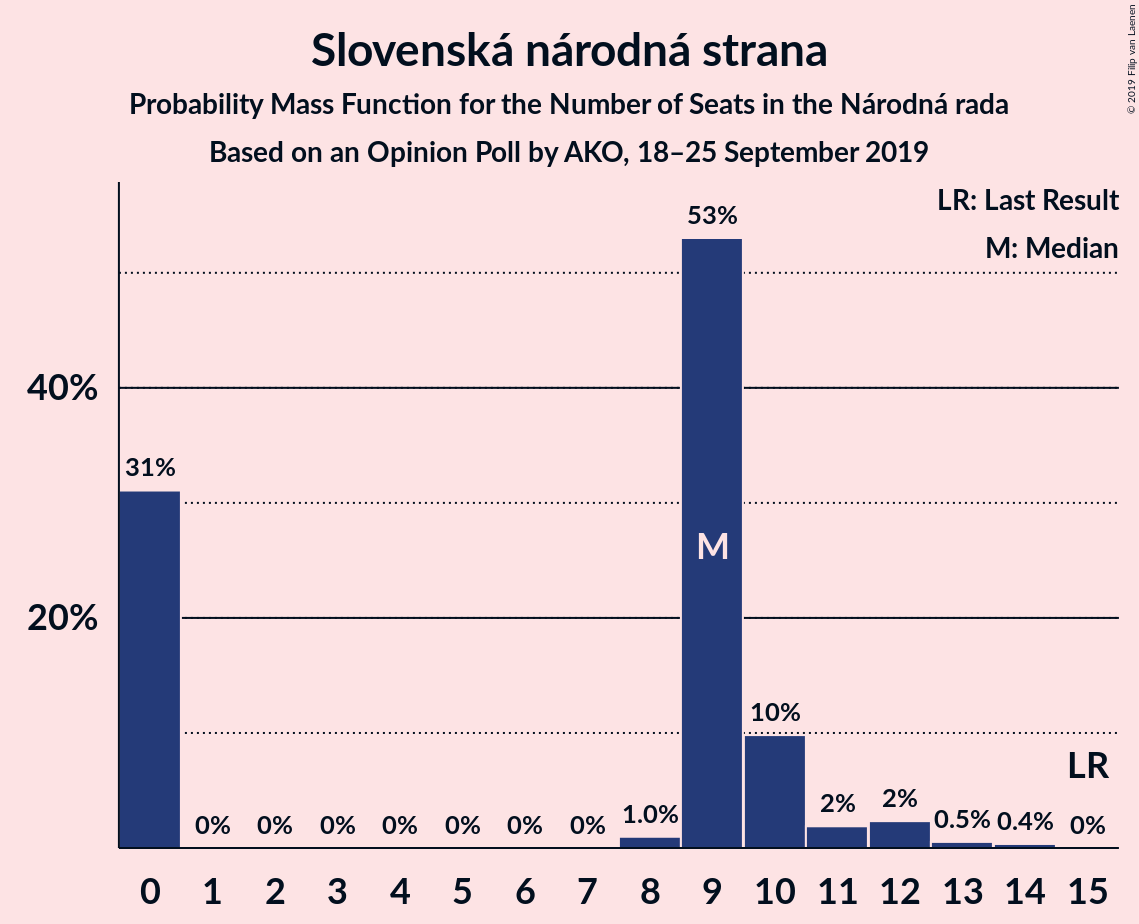 Slovenská národná strana
Probability Mass Function for the Number of Seats in the Národná rada
Based on an Opinion Poll by AKO, 18–25 September 2019
© 2019 Filip van Laenen
LR: Last Result
M: Median
53%
40%
31%
M
20%
10%
LR
0% 0% 0% 0% 0% 0% 0% 1.0% 2% 2% 0.5% 0.4% 0%
0 1 2 3 4 5 6 7 8 9 10 11 12 13 14 15